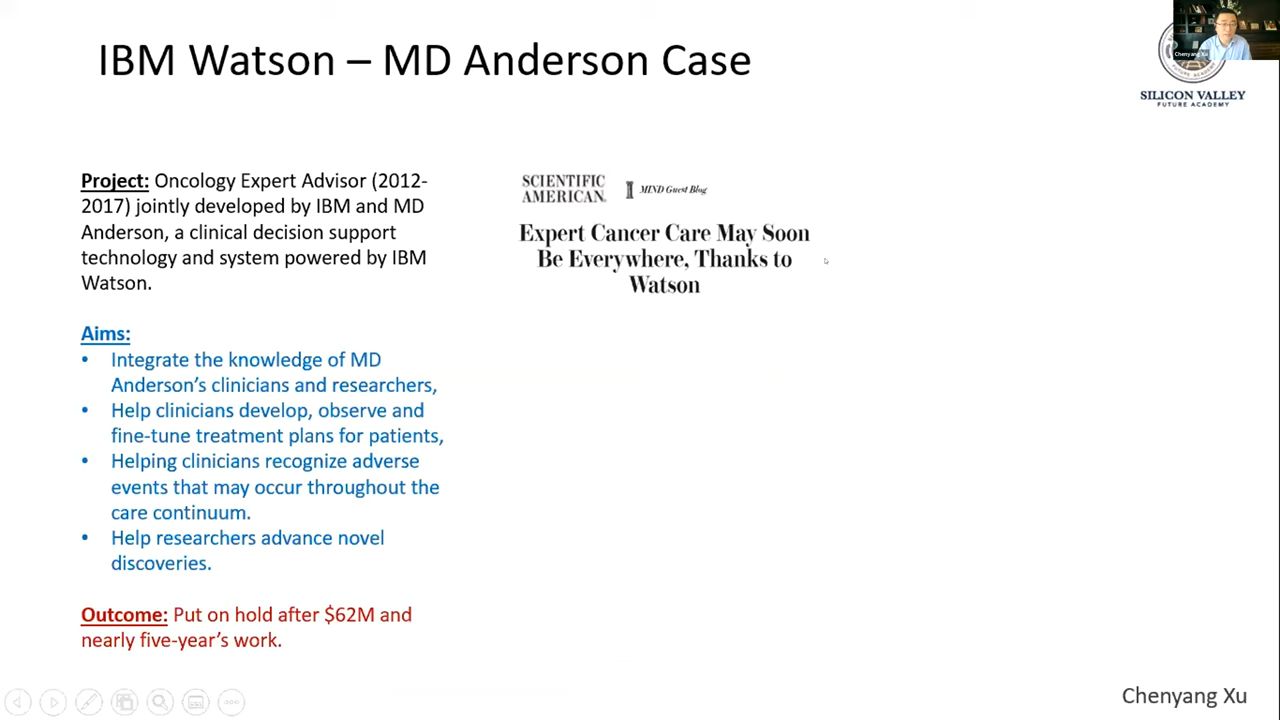 IBM Watson – MD Anderson Case
Chenyang Xu
SILICON VALLEY
FUTURE ACADEMY
Project: Oncology Expert Advisor (2012-
2017) jointly developed by IBM and MD
Anderson, a clinical decision support
technology and system powered by IBM
Watson.
Aims:
• Integrate the knowledge of MD
Anderson’s clinicians and researchers,
• Help clinicians develop, observe and
fine-tune treatment plans for patients,
• Helping clinicians recognize adverse
events that may occur throughout the
care continuum.
• Help researchers advance novel
discoveries.
Outcome: Put on hold after $62M and
nearly five-year’s work.
SCIENTIFIC
AMERICAN.
MIND Guest Blog
Expert Cancer Care May Soon
Be Everywhere, Thanks to
Watson
Chenyang Xu